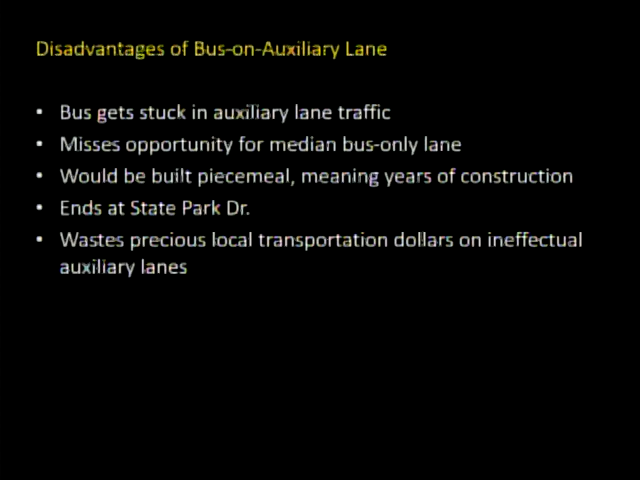 Disadvantages of Bus-on-Auxiliary Lane
• Bus gets stuck in auxiliary lane traffic
• Misses opportunity for median bus-only lane
• Would be built piecemeal, meaning years of construction
• Ends at State Park Dr.
• Wastes precious local transportation dollars on ineffectual
auxiliary lanes